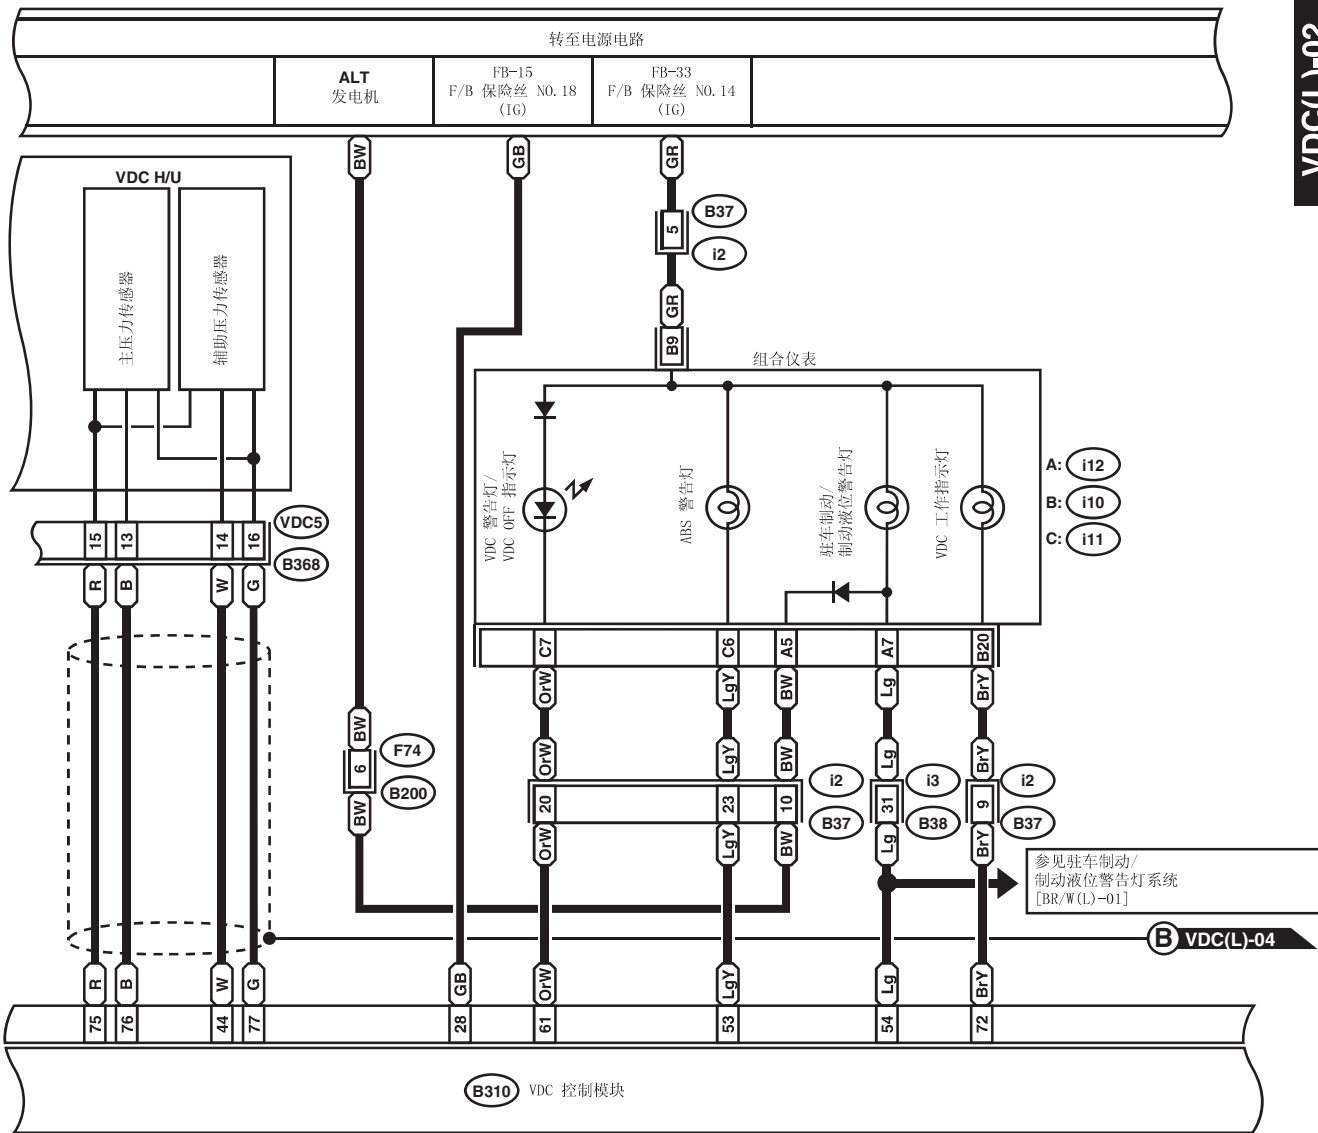 VDC(L)-02
转至电源电路
ALT
发电机
FB-15
F/B 保险丝 NO.18
(IG)
FB-33
F/B 保险丝 NO.14
(IG)
BW
GB
GR
VDC H/U
主压力传感器
辅助压力传感器
5
B37
i2
GR
B9
组合仪表
VDC 警告灯/
VDC OFF 指示灯
ABS 警告灯
驻车制动/
制动液位警告灯
VDC 工作指示灯
A: i12
B: i10
C: i11
15
13
14
16
VDC5
B368
R
B
W
G
C7
C6
A5
A7
B20
OrW
LgY
BW
Lg
BrY
BW
6
F74
B200
BW
OrW
LgY
BW
Lg
BrY
20
23
10
i2
B37
31
i3
B38
9
i2
B37
OrW
LgY
BW
Lg
BrY
参见驻车制动/
制动液位警告灯系统
[BR/W(L)-01]
B VDC(L)-04
R
B
W
G
GB
OrW
LgY
Lg
BrY
75
76
44
77
28
61
53
54
72
B310 VDC 控制模块